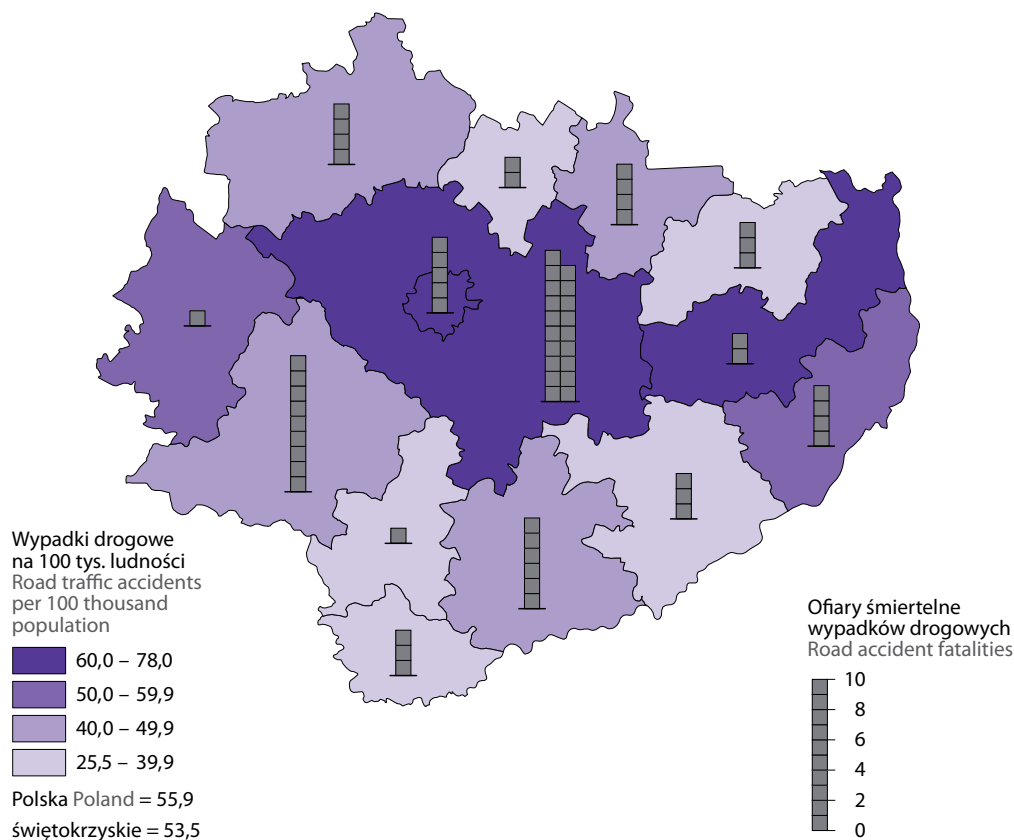 Wypadki drogowe
na 100 tys. ludności
Road traffic accidents
per 100 thousand
population
60,0 – 78,0
50,0 – 59,9
40,0 – 49,9
25,5 – 39,9
Polska Poland = 55,9
świętokrzyskie = 53,5
Ofiary śmiertelne
wypadków drogowych
Road accident fatalities
10
8
6
4
2
0